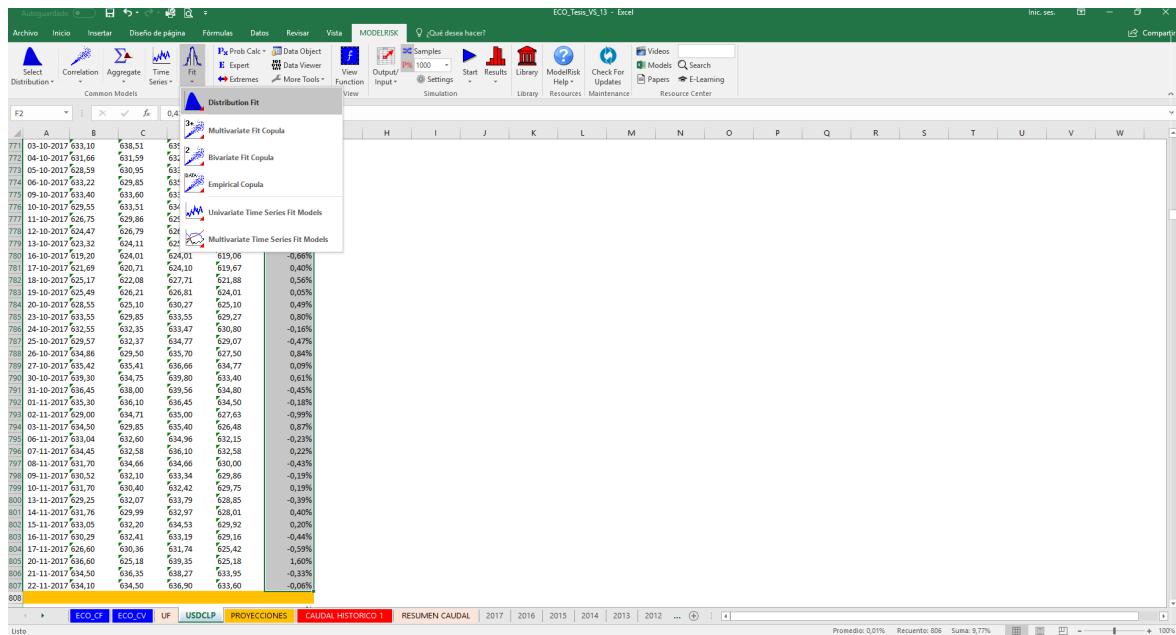 Autoguardado
ECO_Tesis_VS_13 - Excel
Inic. ses.
Archivo Inicio Insertar Diseño de página Fórmulas Datos Revisar Vista MODELRISK ¿Qué desea hacer? Compartir
Select Distribution
Correlation
Aggregate
Time Series
Fit
Prob Calc
Expert
Extremes
Data Object
Data Viewer
More Tools
View Function
Output/ Input
Samples
1000
Settings
Start
Results
Library
ModelRisk Help
Check For Updates
Videos
Models
Papers
Search
E-Learning
Common Models
View
Simulation
Library
Resources
Maintenance
Resource Center
F2
fx
Distribution Fit
3+
Multivariate Fit Copula
2
Bivariate Fit Copula
DATA
Empirical Copula
Univariate Time Series Fit Models
Multivariate Time Series Fit Models
A B C H I J K L M N O P Q R S T U V W
771 03-10-2017 633,10 638,51
772 04-10-2017 631,66 631,59
773 05-10-2017 628,59 630,95
774 06-10-2017 633,22 629,85
775 09-10-2017 633,40 633,60
776 10-10-2017 629,55 633,51
777 11-10-2017 626,75 629,86
778 12-10-2017 624,47 626,79
779 13-10-2017 623,32 624,11
780 16-10-2017 619,20 624,01 624,01 619,06 -0,66%
781 17-10-2017 621,69 620,71 624,10 619,67 0,40%
782 18-10-2017 625,17 622,08 627,71 621,88 0,56%
783 19-10-2017 625,49 626,21 626,81 624,01 0,05%
784 20-10-2017 628,55 625,10 630,27 625,10 0,49%
785 23-10-2017 633,55 629,85 633,55 629,27 0,80%
786 24-10-2017 632,55 632,35 633,47 630,80 -0,16%
787 25-10-2017 629,57 632,37 634,77 629,07 -0,47%
788 26-10-2017 634,86 629,50 635,70 627,50 0,84%
789 27-10-2017 635,42 635,41 636,66 634,77 0,09%
790 30-10-2017 639,30 634,75 639,80 633,40 0,61%
791 31-10-2017 636,45 638,00 639,56 634,80 -0,45%
792 01-11-2017 635,30 636,10 636,45 634,50 -0,18%
793 02-11-2017 629,00 634,71 635,00 627,63 -0,99%
794 03-11-2017 634,50 629,85 635,40 626,48 0,87%
795 06-11-2017 633,04 632,60 634,96 632,15 -0,23%
796 07-11-2017 634,45 632,58 636,10 632,58 0,22%
797 08-11-2017 631,70 634,66 634,66 630,00 -0,43%
798 09-11-2017 630,52 632,10 633,34 629,86 -0,19%
799 10-11-2017 631,70 630,40 632,42 629,75 0,19%
800 13-11-2017 629,25 632,07 633,79 628,85 -0,39%
801 14-11-2017 631,76 629,99 632,97 628,01 0,40%
802 15-11-2017 633,05 632,20 634,53 629,92 0,20%
803 16-11-2017 630,29 632,41 633,19 629,16 -0,44%
804 17-11-2017 626,60 630,36 631,74 625,42 -0,59%
805 20-11-2017 636,60 625,18 639,35 625,18 1,60%
806 21-11-2017 634,50 636,35 638,27 633,95 -0,33%
807 22-11-2017 634,10 634,50 636,90 633,60 -0,06%
808
ECO_CF ECO_CV UF USDCLP PROYECCIONES CAUDAL HISTORICO 1 RESUMEN CAUDAL 2017 2016 2015 2014 2013 2012 ...
Listo
Promedio: 0,01% Recuento: 806 Suma: 9,77%
100%